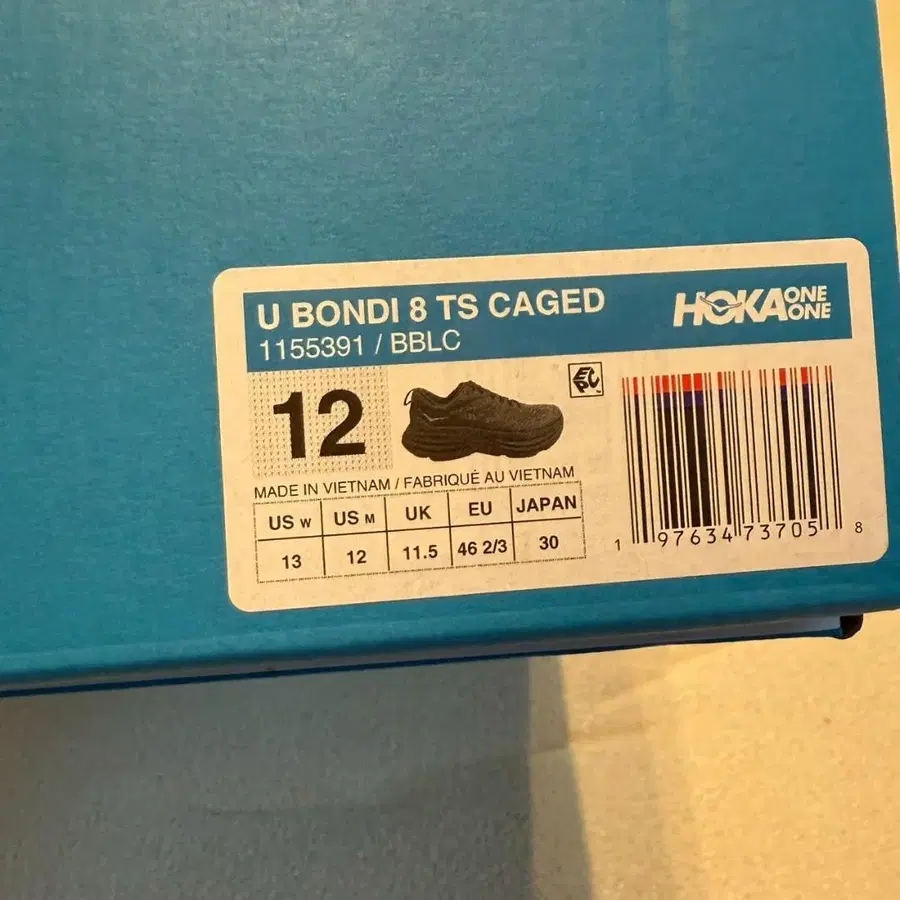 U BONDI 8 TS CAGED
1155391 / BBLC
HOKA ONE ONE
12
EPC
MADE IN VIETNAM / FABRIQUÉ AU VIETNAM
US W US M UK EU JAPAN
13 12 11.5 46 2/3 30
1 97634 73705 8